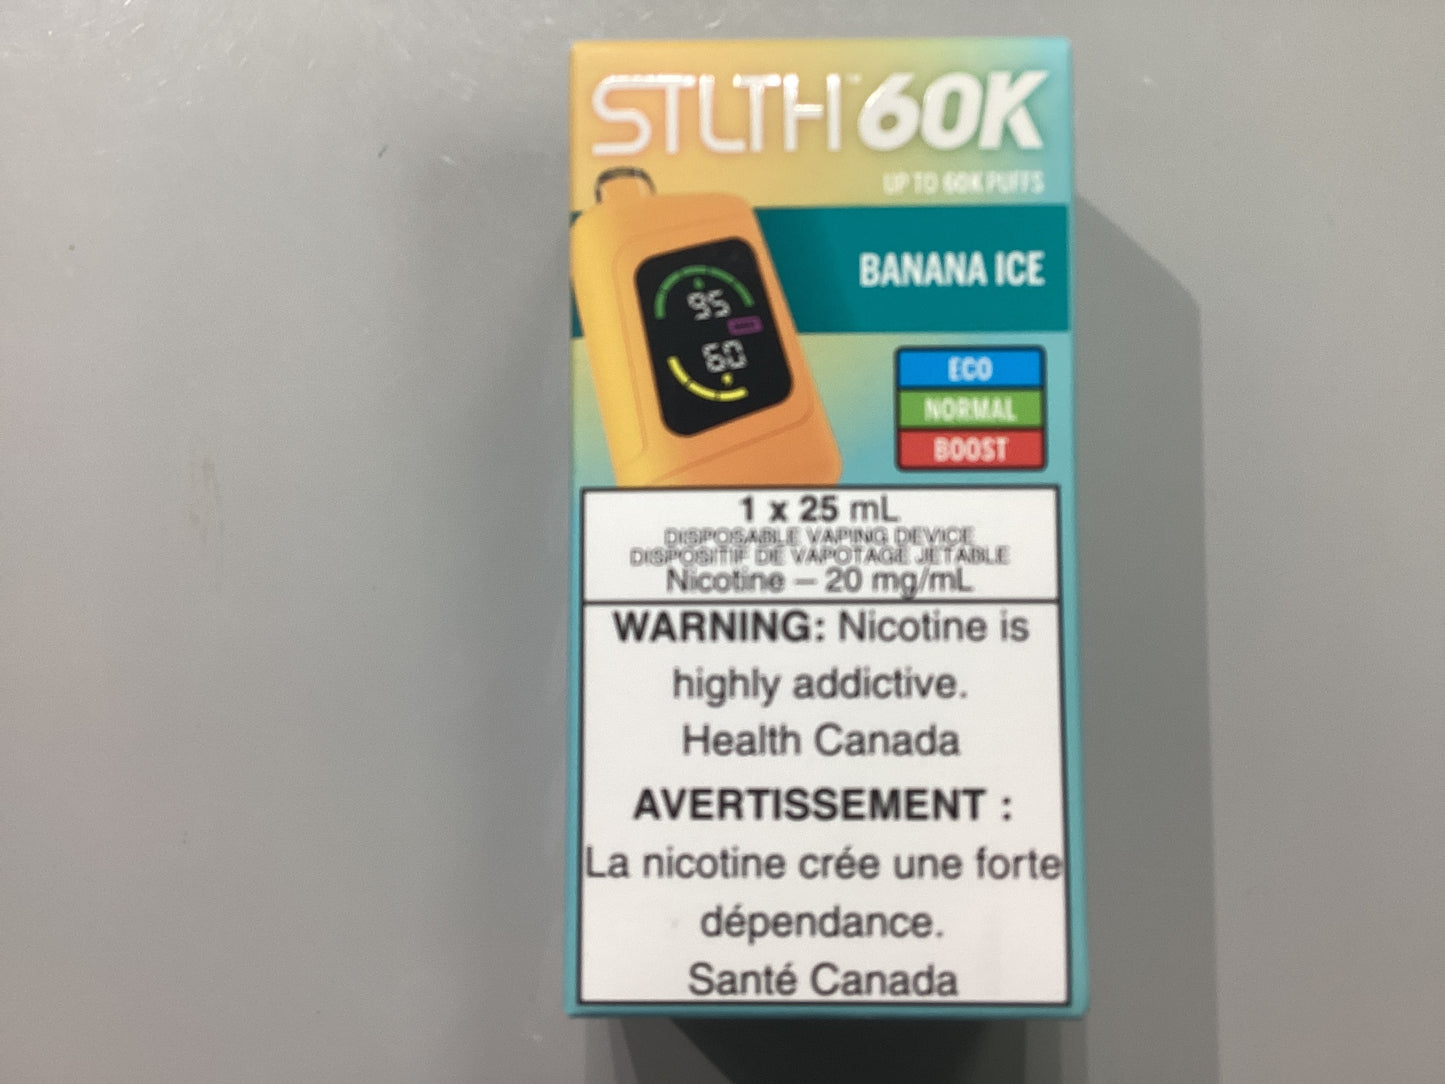 STLTH™ 60K
UP TO 60K PUFFS
BANANA ICE
95
60
ECO
NORMAL
BOOST
1 x 25 mL
DISPOSABLE VAPING DEVICE
DISPOSITIF DE VAPOTAGE JETABLE
Nicotine – 20 mg/mL
WARNING: Nicotine is
highly addictive.
Health Canada
AVERTISSEMENT :
La nicotine crée une forte
dépendance.
Santé Canada